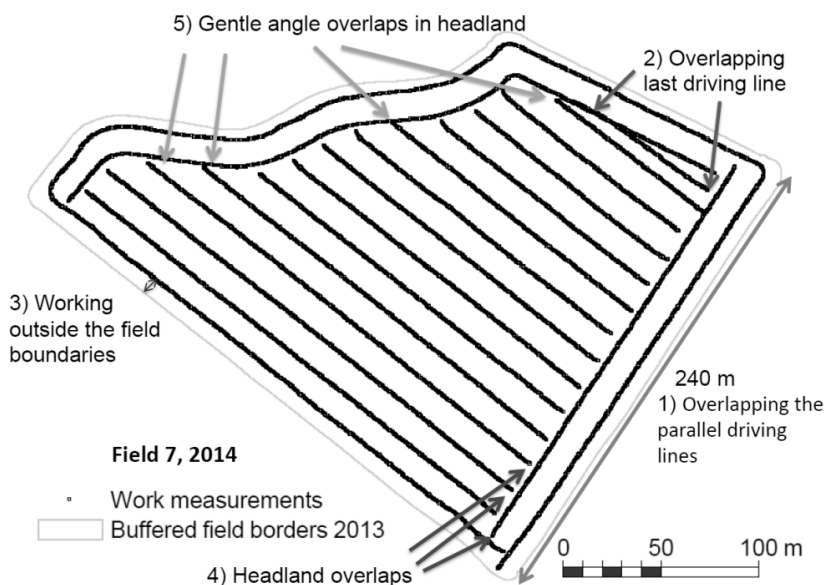 5) Gentle angle overlaps in headland
2) Overlapping
last driving line
3) Working
outside the field
boundaries
240 m
1) Overlapping the
parallel driving
lines
Field 7, 2014
Work measurements
Buffered field borders 2013
4) Headland overlaps
0 50 100 m